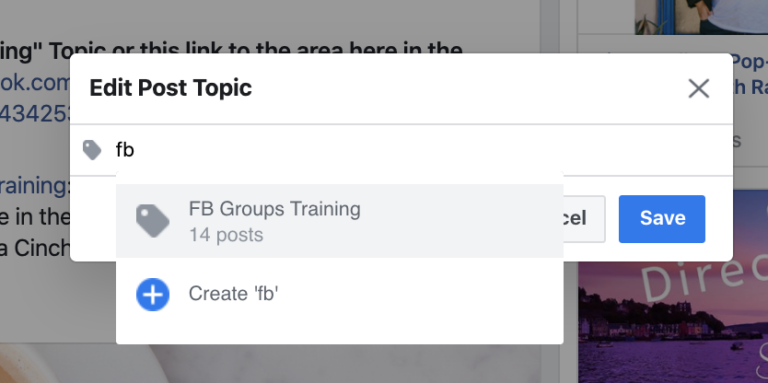 ing" Topic or this link to the area here in the
ok.com
43425
Edit Post Topic
fb
FB Groups Training
14 posts
Create 'fb'
cel
Save
raining:
e in the
a Cinch
Pop-
h Ra
s
Direc
S